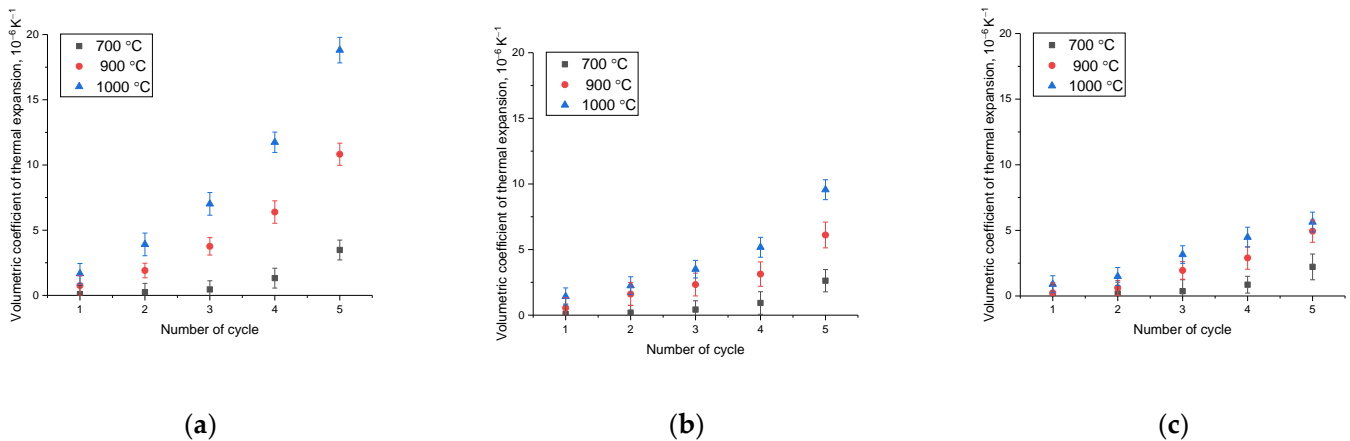 Volumetric coefficient of thermal expansion, 10⁻⁶ K⁻¹
20
15
10
5
0
700 °C
900 °C
1000 °C
1 2 3 4 5
Number of cycle
(a)
Volumetric coefficient of thermal expansion, 10⁻⁶ K⁻¹
20
15
10
5
0
700 °C
900 °C
1000 °C
1 2 3 4 5
Number of cycle
(b)
Volumetric coefficient of thermal expansion, 10⁻⁶ K⁻¹
20
15
10
5
0
700 °C
900 °C
1000 °C
1 2 3 4 5
Number of cycle
(c)